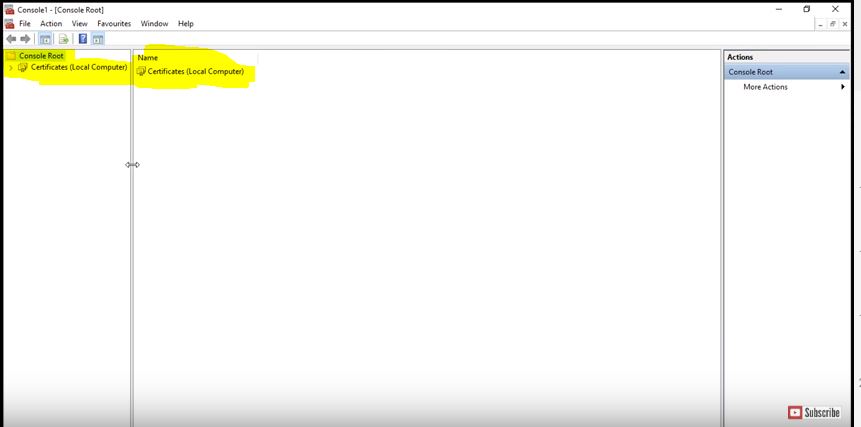 Console1 - [Console Root]
File Action View Favourites Window Help
Console Root
Certificates (Local Computer)
Name
Certificates (Local Computer)
Actions
Console Root
More Actions
Subscribe